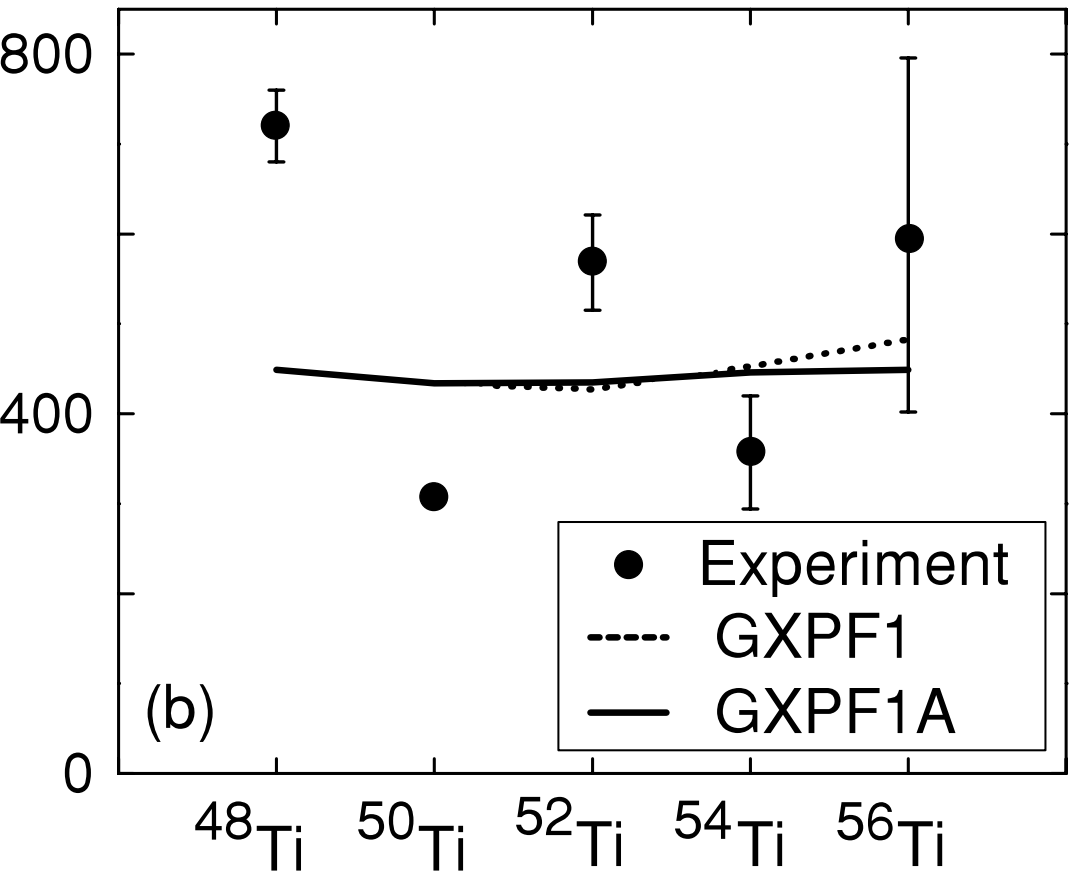 800
400
0
(b)
Experiment
GXPF1
GXPF1A
48Ti 50Ti 52Ti 54Ti 56Ti